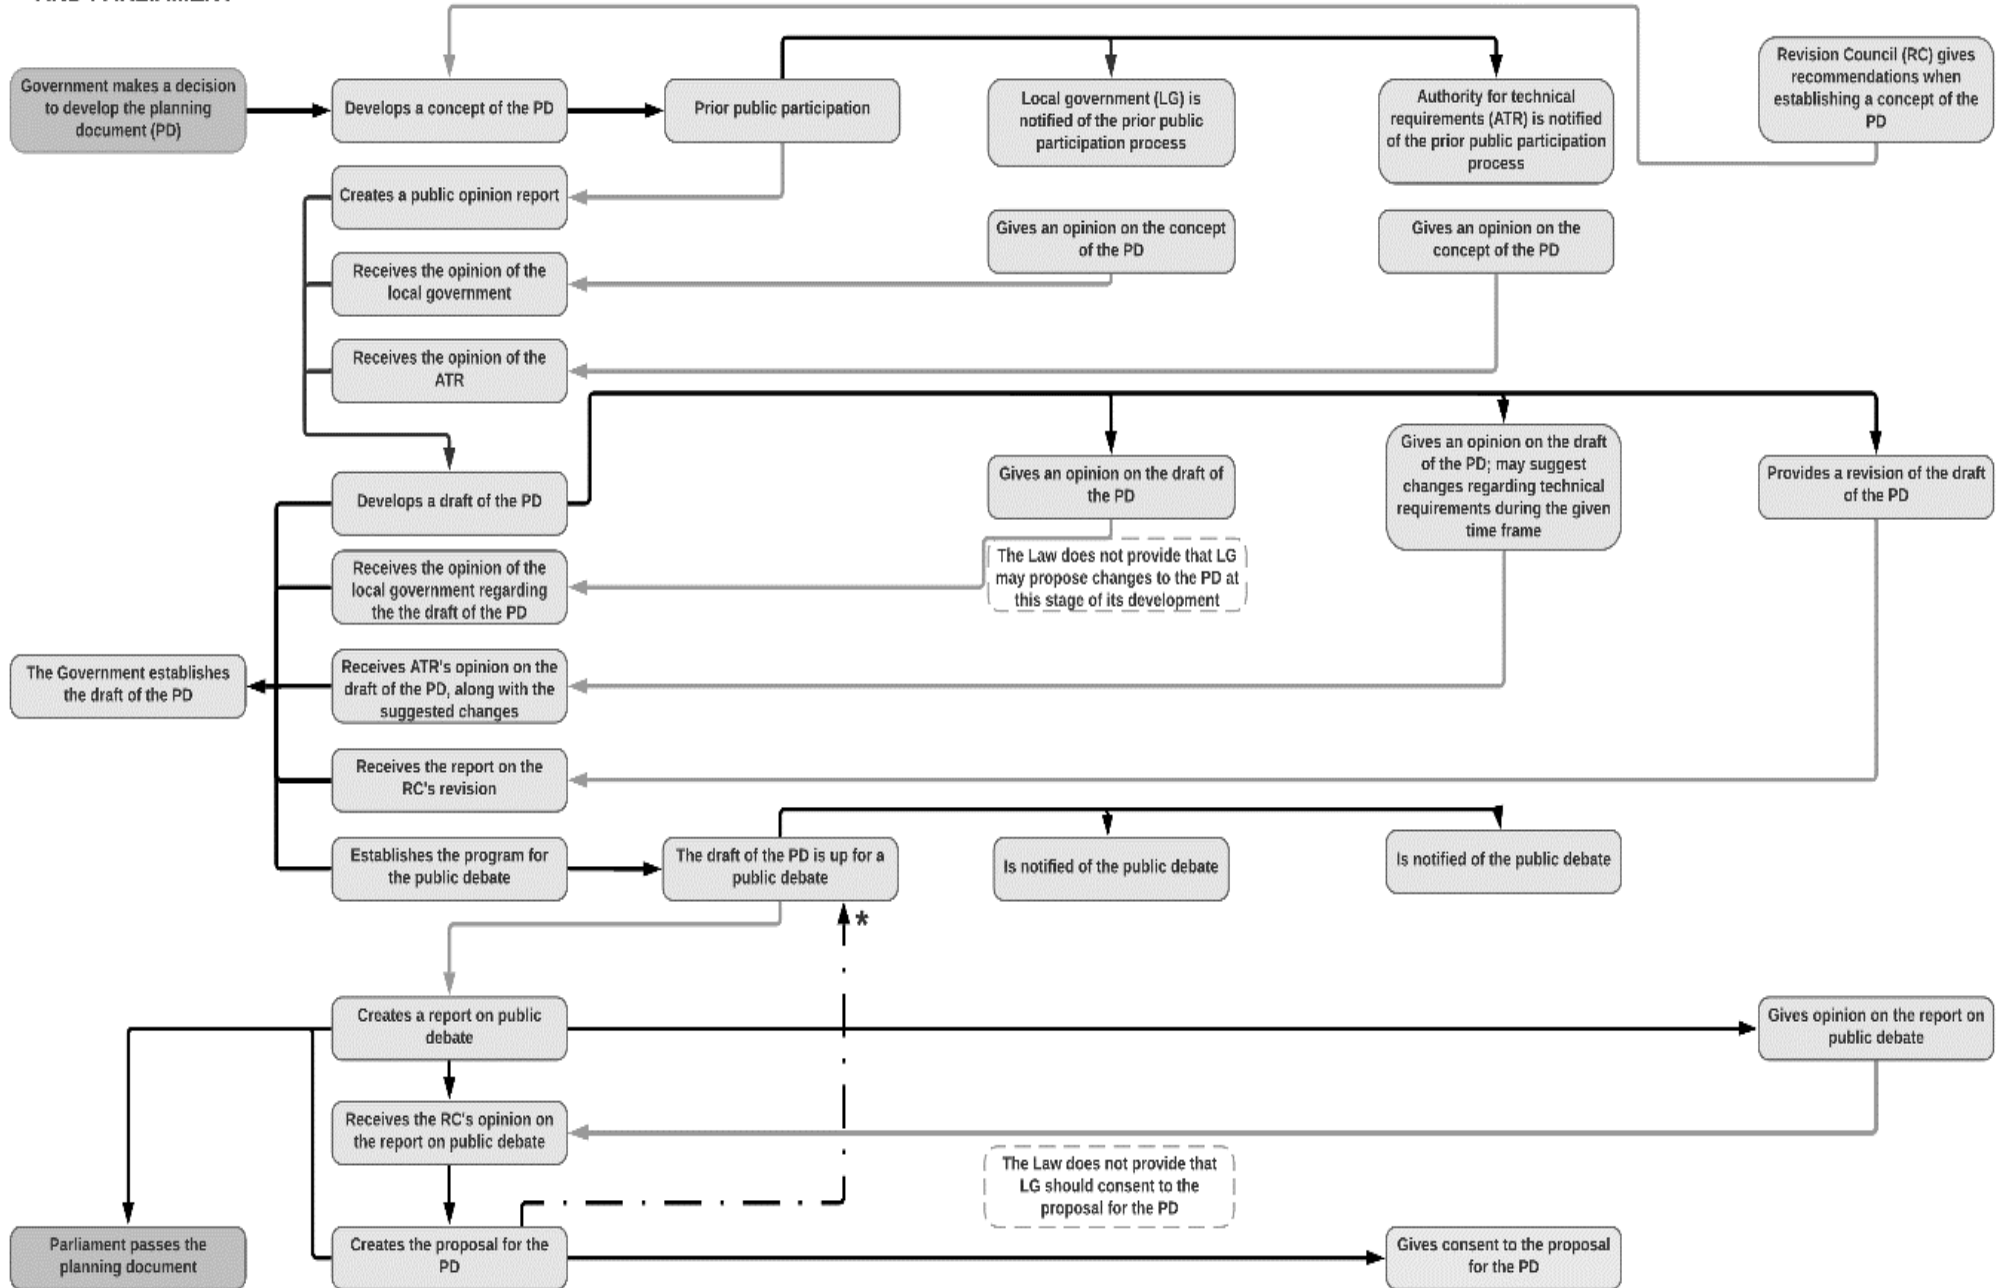 AND PARLIAMENT
Government makes a decision
to develop the planning
document (PD)
Develops a concept of the PD
Prior public participation
Local government (LG) is
notified of the prior public
participation process
Authority for technical
requirements (ATR) is notified
of the prior public participation
process
Revision Council (RC) gives
recommendations when
establishing a concept of the
PD
Creates a public opinion report
Gives an opinion on the concept
of the PD
Gives an opinion on the
concept of the PD
Receives the opinion of the
local government
Receives the opinion of the
ATR
Develops a draft of the PD
Gives an opinion on the draft of
the PD
Gives an opinion on the draft
of the PD; may suggest
changes regarding technical
requirements during the given
time frame
Provides a revision of the draft
of the PD
The Law does not provide that LG
may propose changes to the PD at
this stage of its development
Receives the opinion of the
local government regarding
the the draft of the PD
The Government establishes
the draft of the PD
Receives ATR's opinion on the
draft of the PD, along with the
suggested changes
Receives the report on the
RC's revision
Establishes the program for
the public debate
The draft of the PD is up for a
public debate
Is notified of the public debate
Is notified of the public debate
*
Creates a report on public
debate
Gives opinion on the report on
public debate
Receives the RC's opinion on
the report on public debate
The Law does not provide that
LG should consent to the
proposal for the PD
Parliament passes the
planning document
Creates the proposal for the
PD
Gives consent to the proposal
for the PD